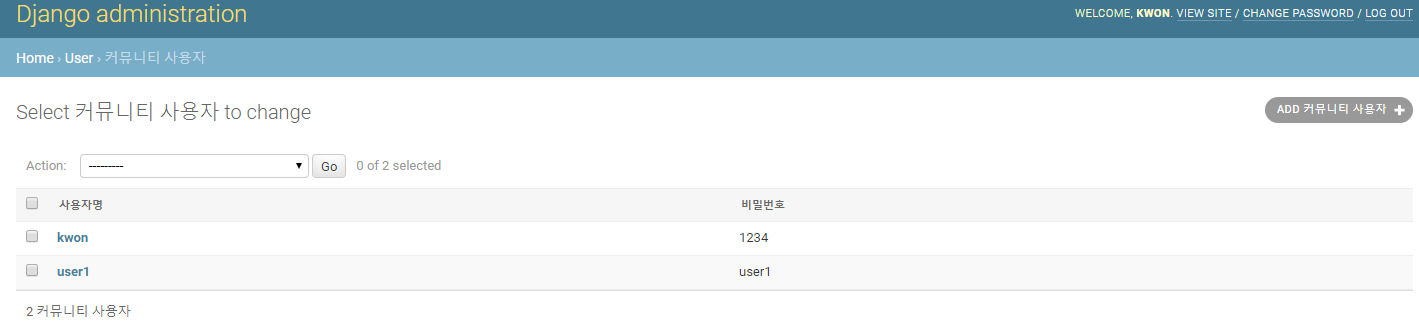 Django administration
WELCOME, KWON. VIEW SITE / CHANGE PASSWORD / LOG OUT
Home › User › 커뮤니티 사용자
Select 커뮤니티 사용자 to change
ADD 커뮤니티 사용자 +
Action: --------- Go 0 of 2 selected
사용자명 비밀번호
kwon 1234
user1 user1
2 커뮤니티 사용자